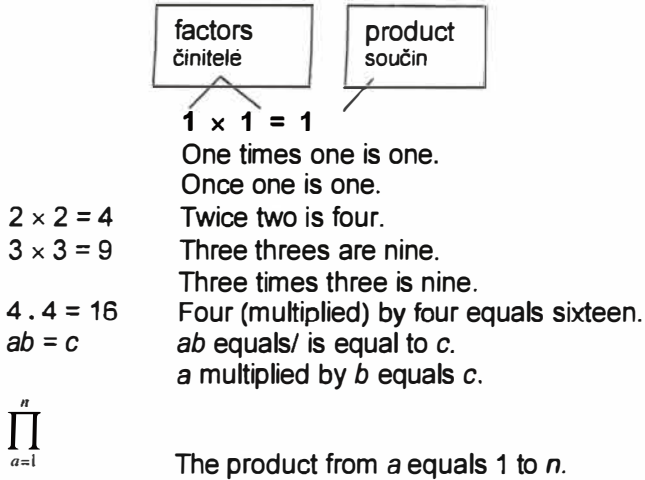 factors product
činitelé součin
1 × 1 = 1
One times one is one.
Once one is one.
2 × 2 = 4 Twice two is four.
3 × 3 = 9 Three threes are nine.
Three times three is nine.
4 . 4 = 16 Four (multiplied) by four equals sixteen.
ab = c ab equals/ is equal to c.
a multiplied by b equals c.
n
∏
a=1 The product from a equals 1 to n.